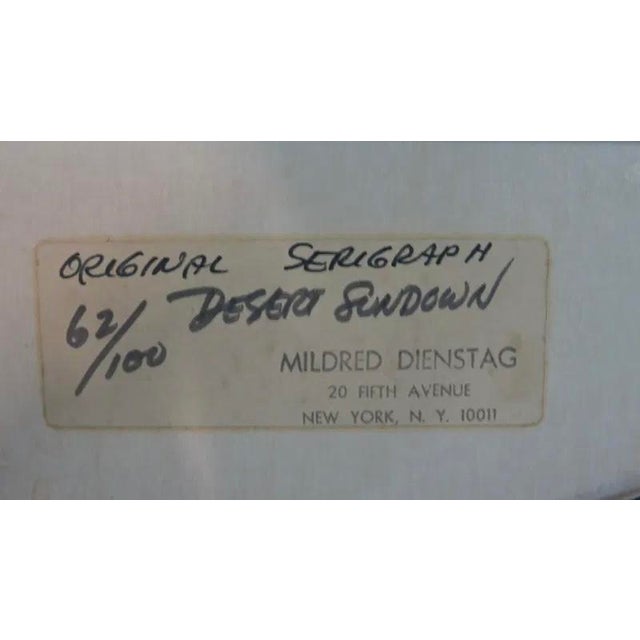 ORIGINAL SERIGRAPH
62/100 DESERT SUNDOWN
MILDRED DIENSTAG
20 FIFTH AVENUE
NEW YORK, N. Y. 10011